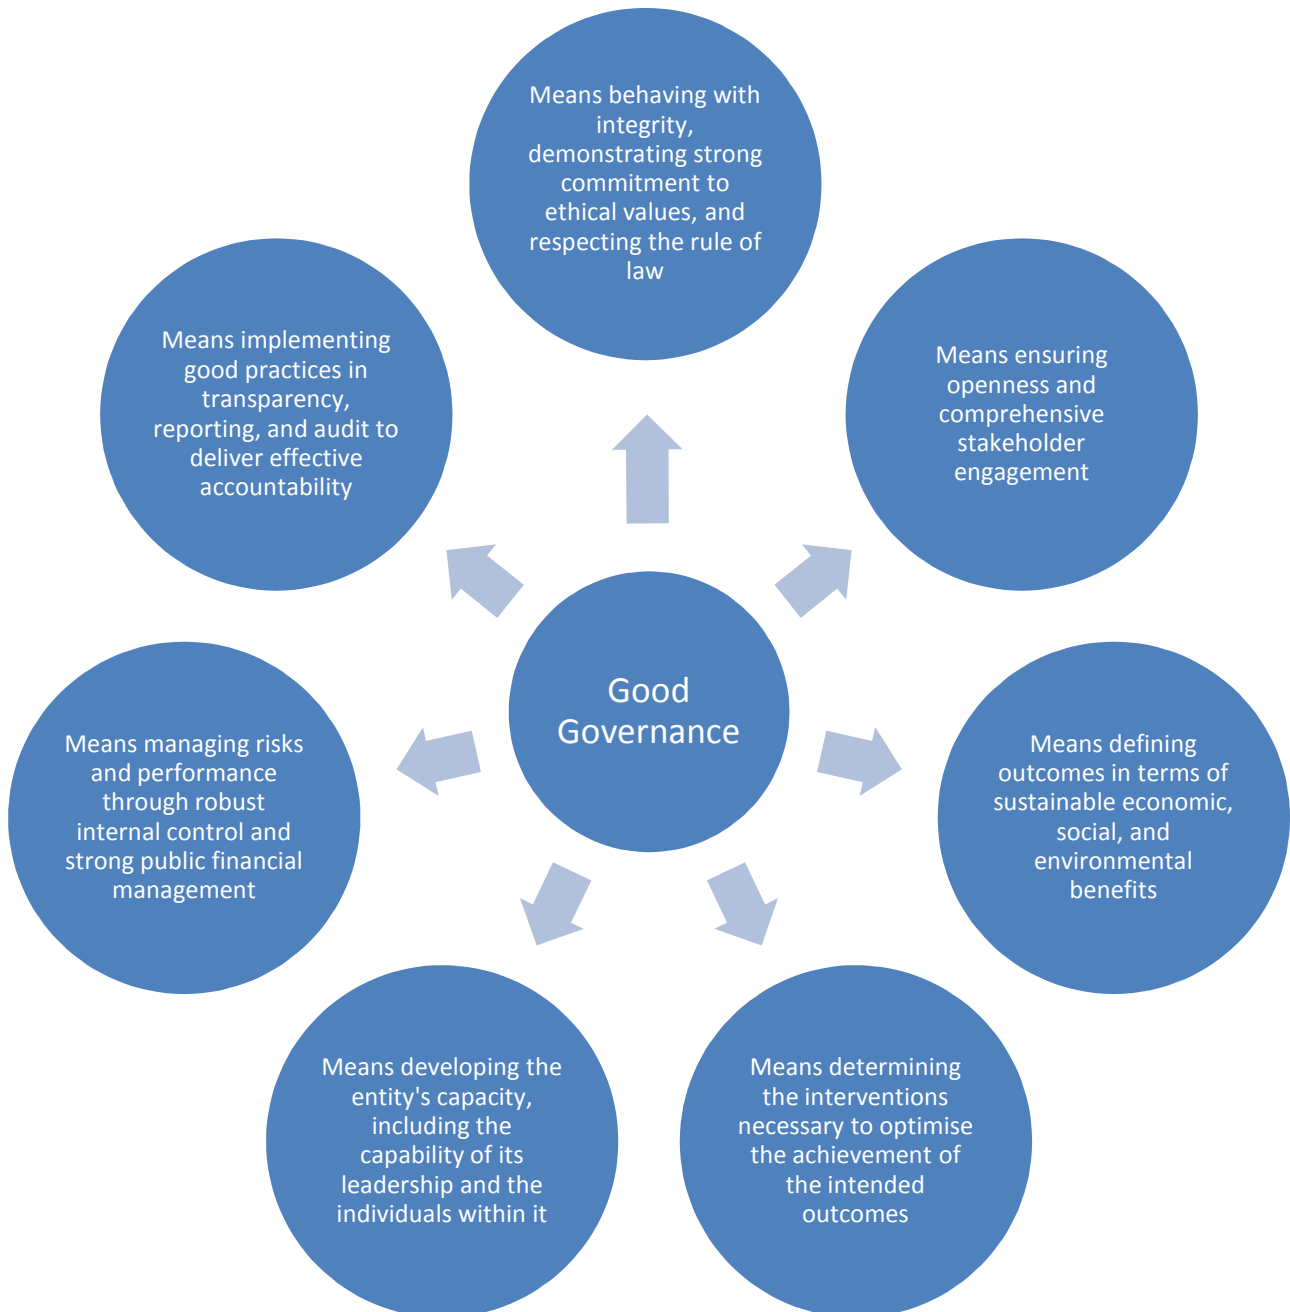 Means behaving with
integrity,
demonstrating strong
commitment to
ethical values, and
respecting the rule of
law
Means ensuring
openness and
comprehensive
stakeholder
engagement
Means defining
outcomes in terms of
sustainable economic,
social, and
environmental
benefits
Means determining
the interventions
necessary to optimise
the achievement of
the intended
outcomes
Means developing the
entity's capacity,
including the
capability of its
leadership and the
individuals within it
Means managing risks
and performance
through robust
internal control and
strong public financial
management
Means implementing
good practices in
transparency,
reporting, and audit to
deliver effective
accountability
Good
Governance